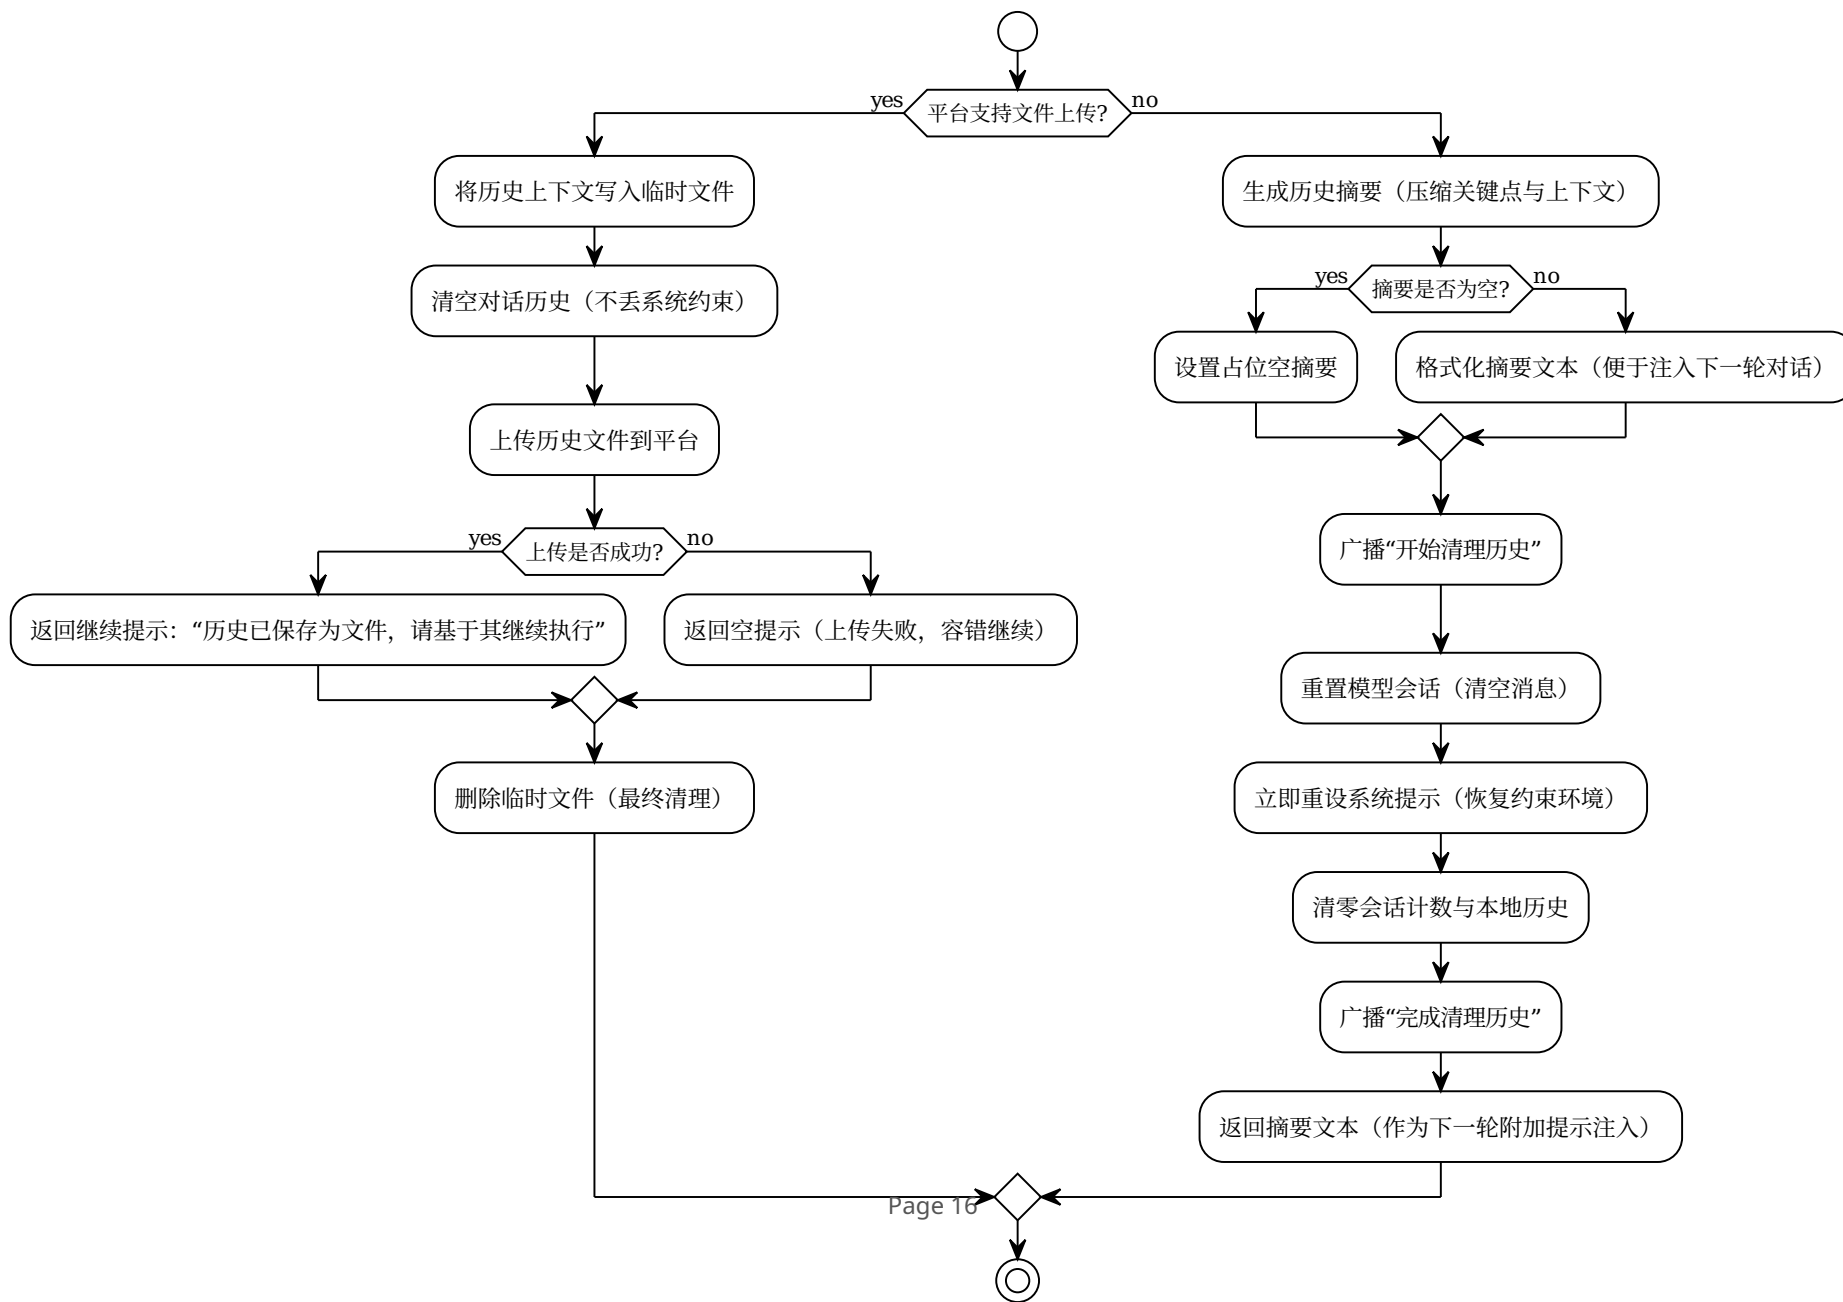 平台支持文件上传?
yes
no
将历史上下文写入临时文件
清空对话历史（不丢系统约束）
上传历史文件到平台
上传是否成功?
yes
no
返回继续提示：“历史已保存为文件，请基于其继续执行”
返回空提示（上传失败，容错继续）
删除临时文件（最终清理）
生成历史摘要（压缩关键点与上下文）
摘要是否为空?
yes
no
设置占位空摘要
格式化摘要文本（便于注入下一轮对话）
广播“开始清理历史”
重置模型会话（清空消息）
立即重设系统提示（恢复约束环境）
清零会话计数与本地历史
广播“完成清理历史”
返回摘要文本（作为下一轮附加提示注入）
Page 16